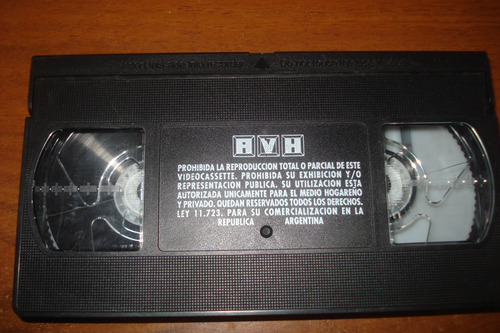 AVH
PROHIBIDA LA REPRODUCCION TOTAL O PARCIAL DE ESTE
VIDEOCASSETTE. PROHIBIDA SU EXHIBICION Y/O
REPRESENTACION PUBLICA. SU UTILIZACION ESTA
AUTORIZADA UNICAMENTE PARA EL MEDIO HOGAREÑO
Y PRIVADO. QUEDAN RESERVADOS TODOS LOS DERECHOS.
LEY 11.723. PARA SU COMERCIALIZACION EN LA
REPUBLICA ARGENTINA